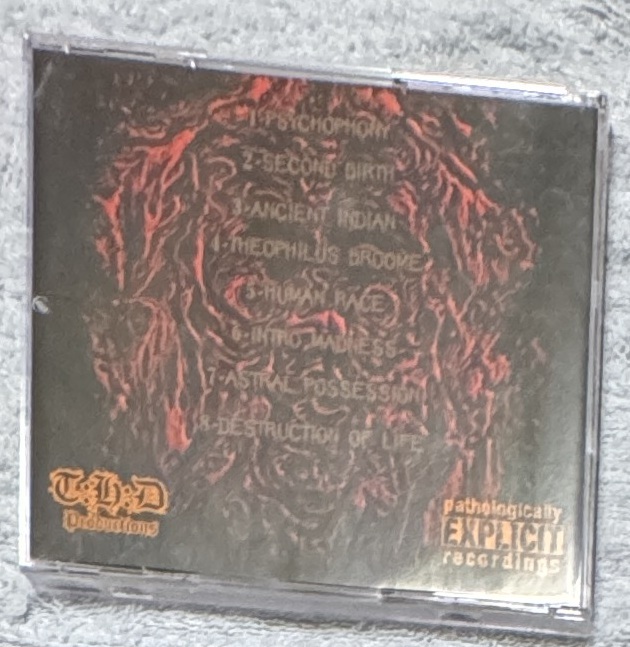 1-PSYCHOPHONY
2-SECOND BIRTH
3-ANCIENT INDIAN
4-THEOPHILUS BROOME
5-HUMAN RACE
6-INTRO MADNESS
7-ASTRAL POSSESSION
8-DESTRUCTION OF LIFE
T:H:D
Productions
pathologically
EXPLICIT
recordings